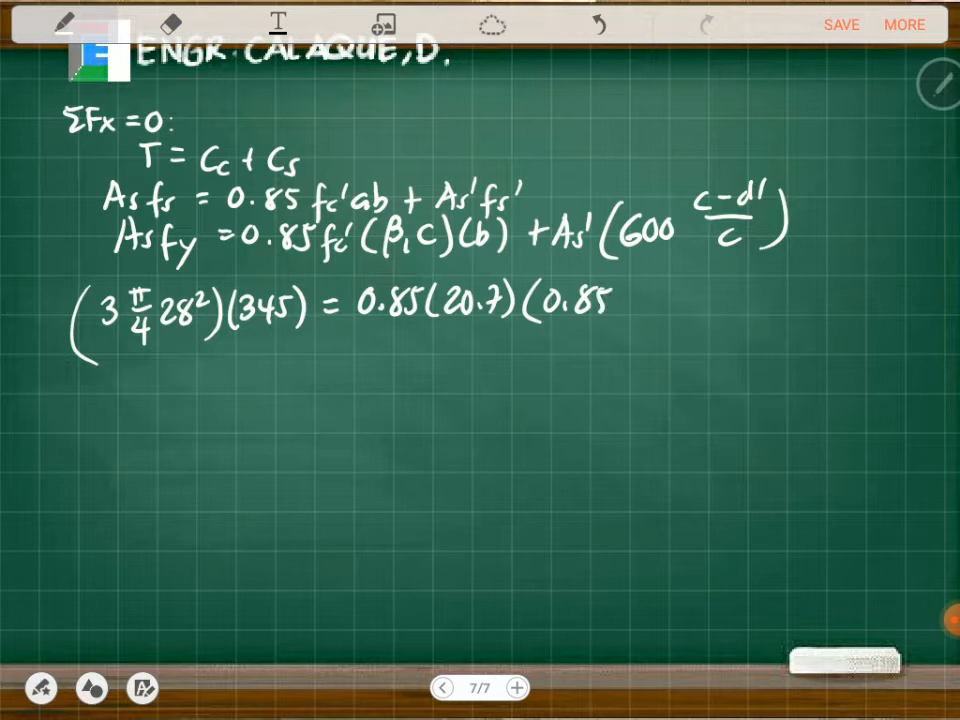 SAVE MORE
ENGR. CALAQUE, D.
ΣFx = 0:
T = Cc + Cs
As fs = 0.85 fc' ab + As' fs'
As fy = 0.85 fc' (β₁c)(b) + As' (600 (c-d')/c)
(3 π/4 28²)(345) = 0.85(20.7)(0.85
7/7